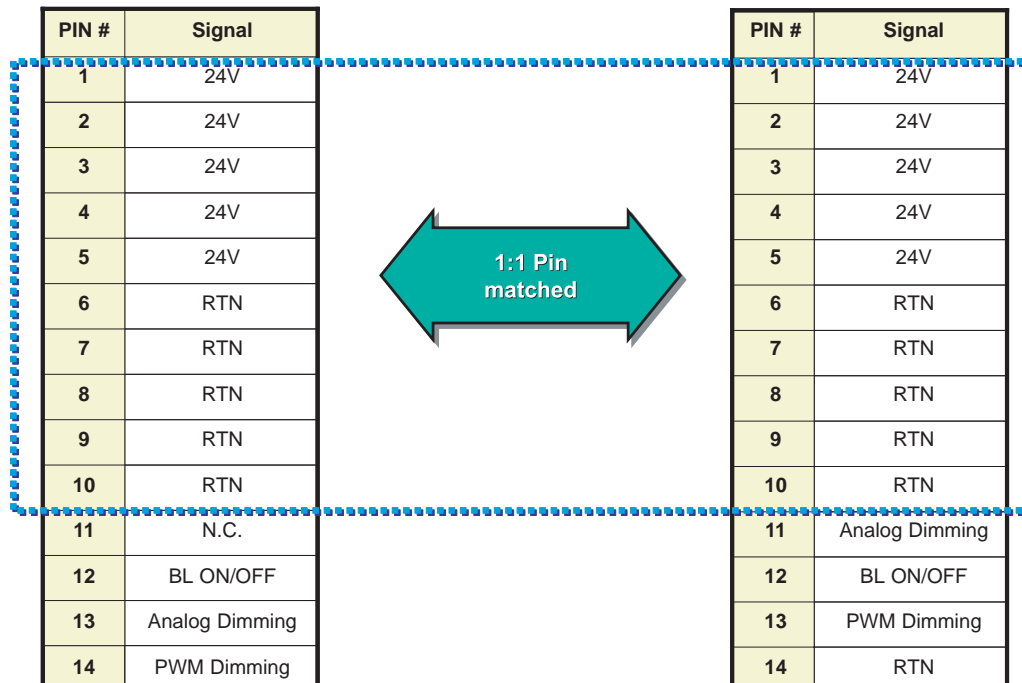 PIN # Signal
1 24V
2 24V
3 24V
4 24V
5 24V
6 RTN
7 RTN
8 RTN
9 RTN
10 RTN
11 N.C.
12 BL ON/OFF
13 Analog Dimming
14 PWM Dimming
1:1 Pin
matched
PIN # Signal
1 24V
2 24V
3 24V
4 24V
5 24V
6 RTN
7 RTN
8 RTN
9 RTN
10 RTN
11 Analog Dimming
12 BL ON/OFF
13 PWM Dimming
14 RTN